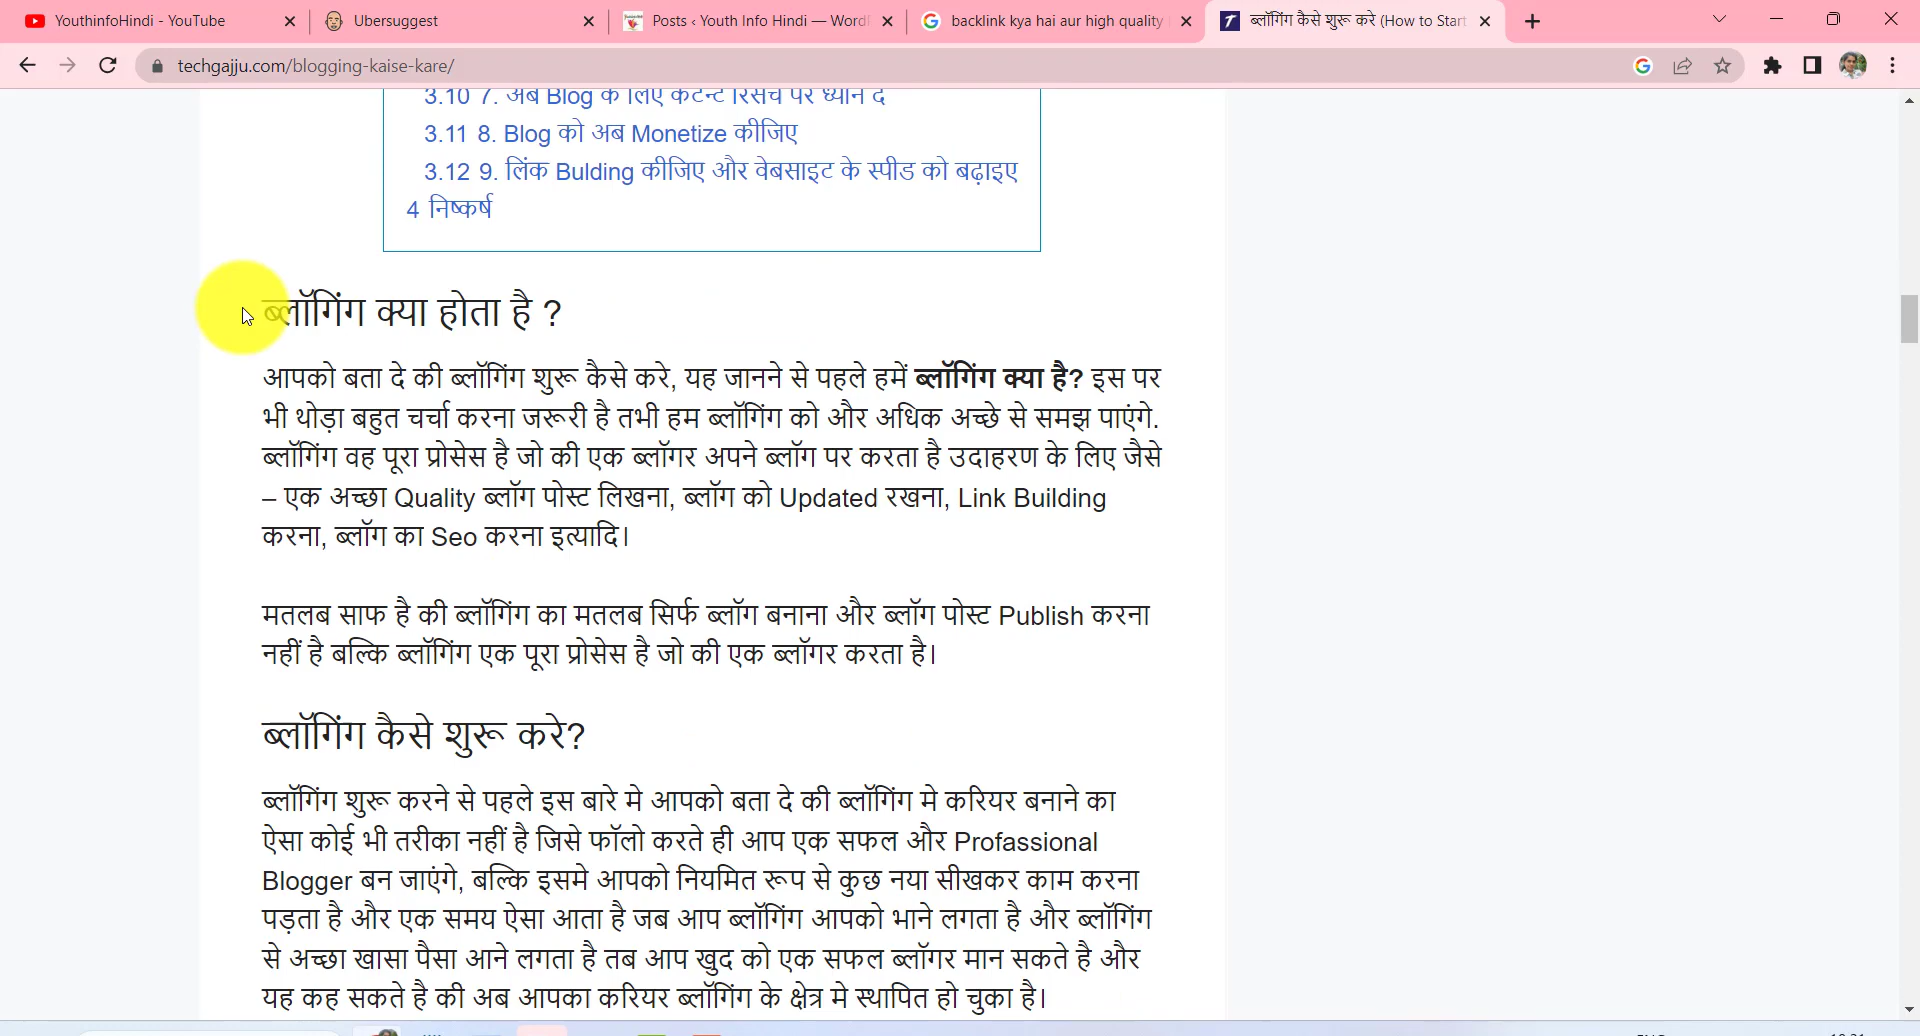 YouthinfoHindi - YouTube
Ubersuggest
Posts ‹ Youth Info Hindi — Word
backlink kya hai aur high quality
ब्लॉगिंग कैसे शुरू करे (How to Start
techgajju.com/blogging-kaise-kare/
3.10 7. अब Blog के लिए कंटेन्ट रिसर्च पर ध्यान दे
3.11 8. Blog को अब Monetize कीजिए
3.12 9. लिंक Bulding कीजिए और वेबसाइट के स्पीड को बढ़ाइए
4 निष्कर्ष
ब्लॉगिंग क्या होता है ?
आपको बता दे की ब्लॉगिंग शुरू कैसे करे, यह जानने से पहले हमें ब्लॉगिंग क्या है? इस पर
भी थोड़ा बहुत चर्चा करना जरूरी है तभी हम ब्लॉगिंग को और अधिक अच्छे से समझ पाएंगे.
ब्लॉगिंग वह पूरा प्रोसेस है जो की एक ब्लॉगर अपने ब्लॉग पर करता है उदाहरण के लिए जैसे
– एक अच्छा Quality ब्लॉग पोस्ट लिखना, ब्लॉग को Updated रखना, Link Building
करना, ब्लॉग का Seo करना इत्यादि।
मतलब साफ है की ब्लॉगिंग का मतलब सिर्फ ब्लॉग बनाना और ब्लॉग पोस्ट Publish करना
नहीं है बल्कि ब्लॉगिंग एक पूरा प्रोसेस है जो की एक ब्लॉगर करता है।
ब्लॉगिंग कैसे शुरू करे?
ब्लॉगिंग शुरू करने से पहले इस बारे मे आपको बता दे की ब्लॉगिंग मे करियर बनाने का
ऐसा कोई भी तरीका नहीं है जिसे फॉलो करते ही आप एक सफल और Profassional
Blogger बन जाएंगे, बल्कि इसमे आपको नियमित रूप से कुछ नया सीखकर काम करना
पड़ता है और एक समय ऐसा आता है जब आप ब्लॉगिंग आपको भाने लगता है और ब्लॉगिंग
से अच्छा खासा पैसा आने लगता है तब आप खुद को एक सफल ब्लॉगर मान सकते है और
यह कह सकते है की अब आपका करियर ब्लॉगिंग के क्षेत्र मे स्थापित हो चुका है।